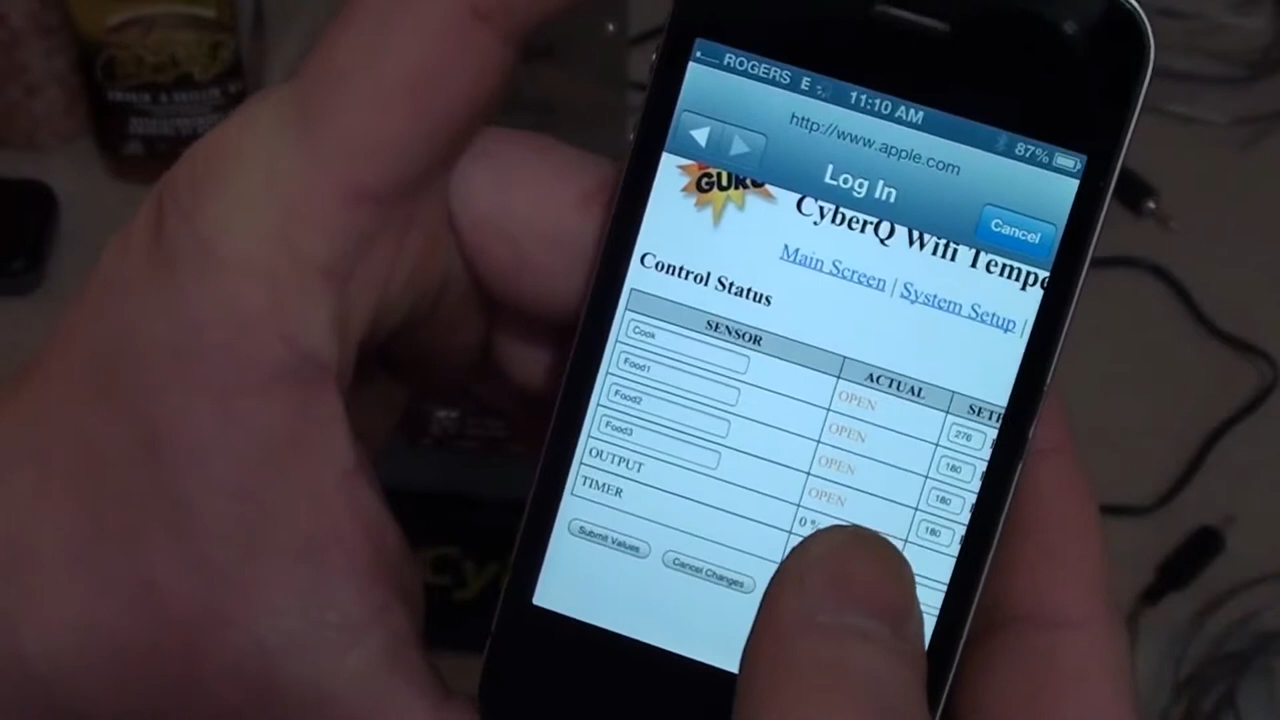 ROGERS E 11:10 AM 87%
http://www.apple.com
Log In
Cancel
GURU
CyberQ Wifi Tempe
Main Screen | System Setup |
Control Status
SENSOR ACTUAL SETP
Cook OPEN 276
Food1 OPEN 180
Food2 OPEN 180
Food3 OPEN 180
OUTPUT 0 %
TIMER
Submit Values Cancel Changes
Cy